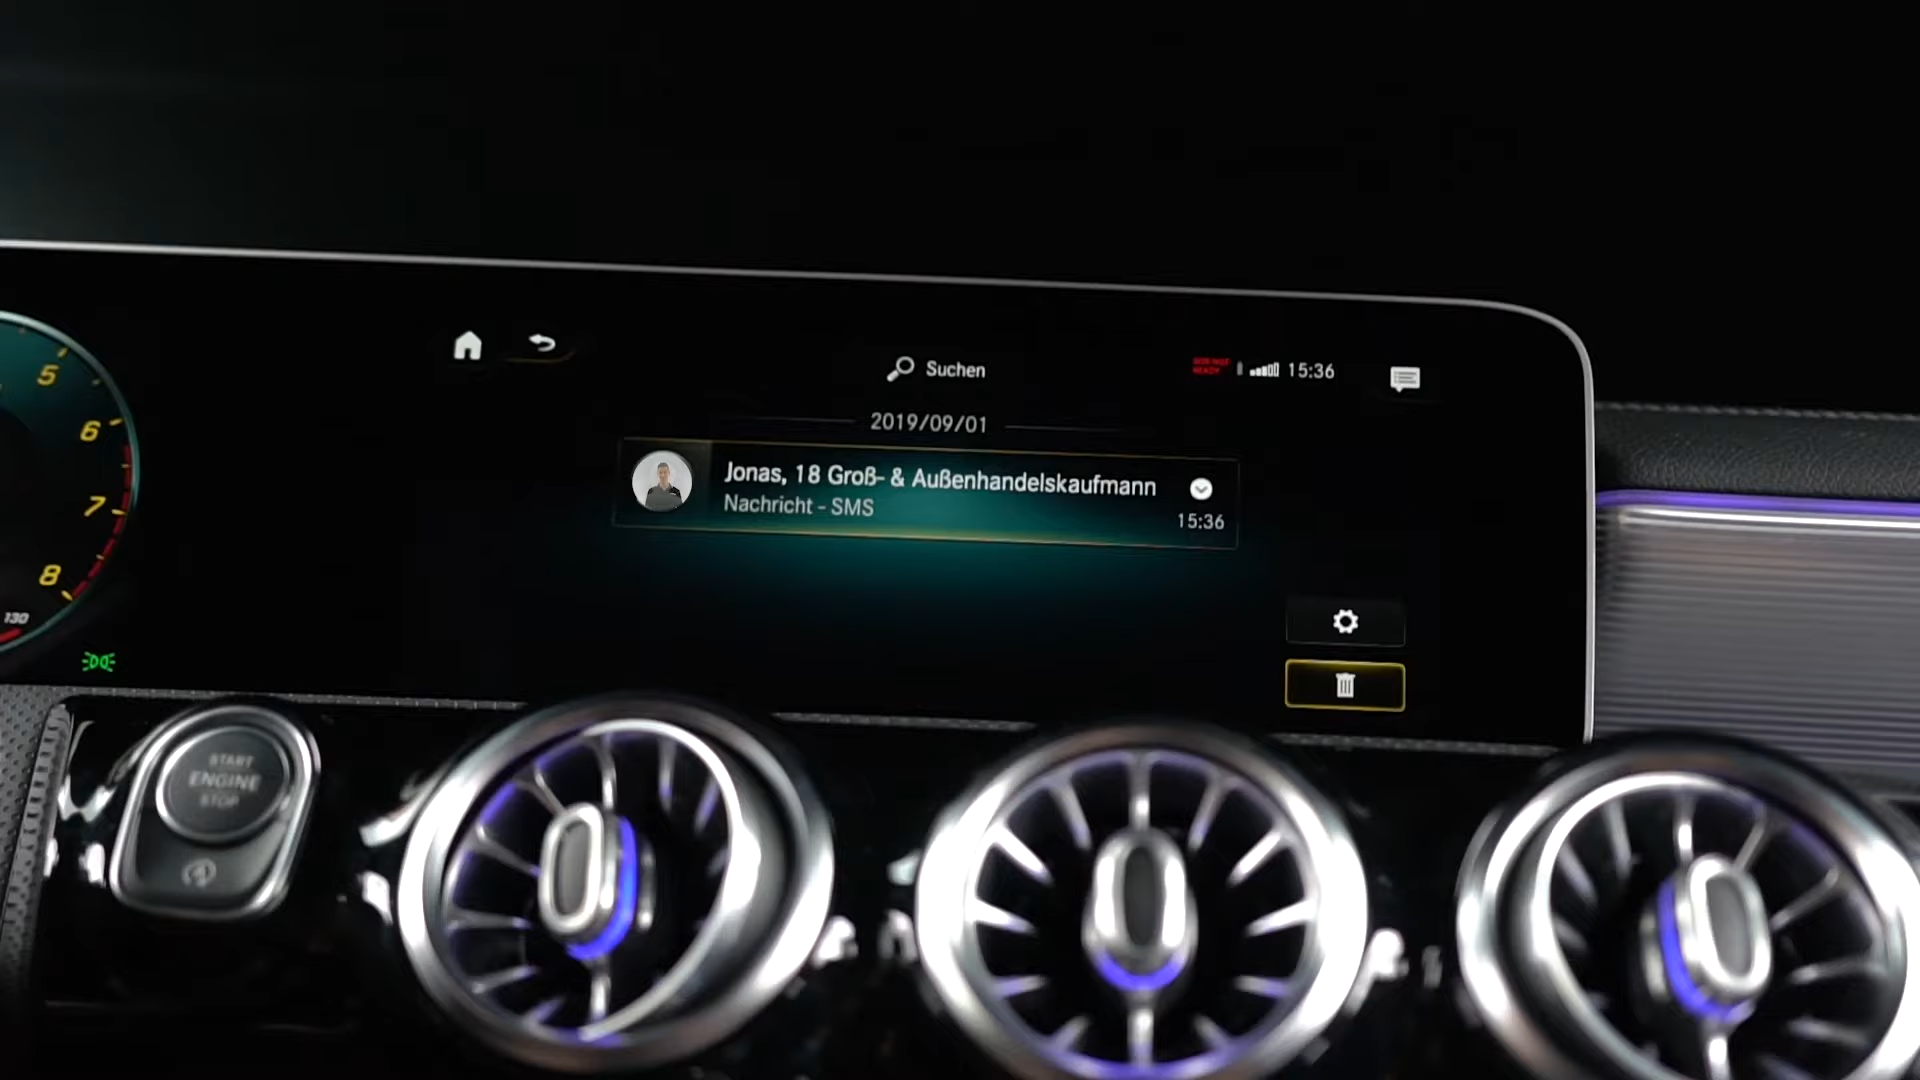 5
6
7
8
130
Suchen
15:36
2019/09/01
Jonas, 18 Groß- & Außenhandelskaufmann
Nachricht - SMS
15:36
START
ENGINE
STOP